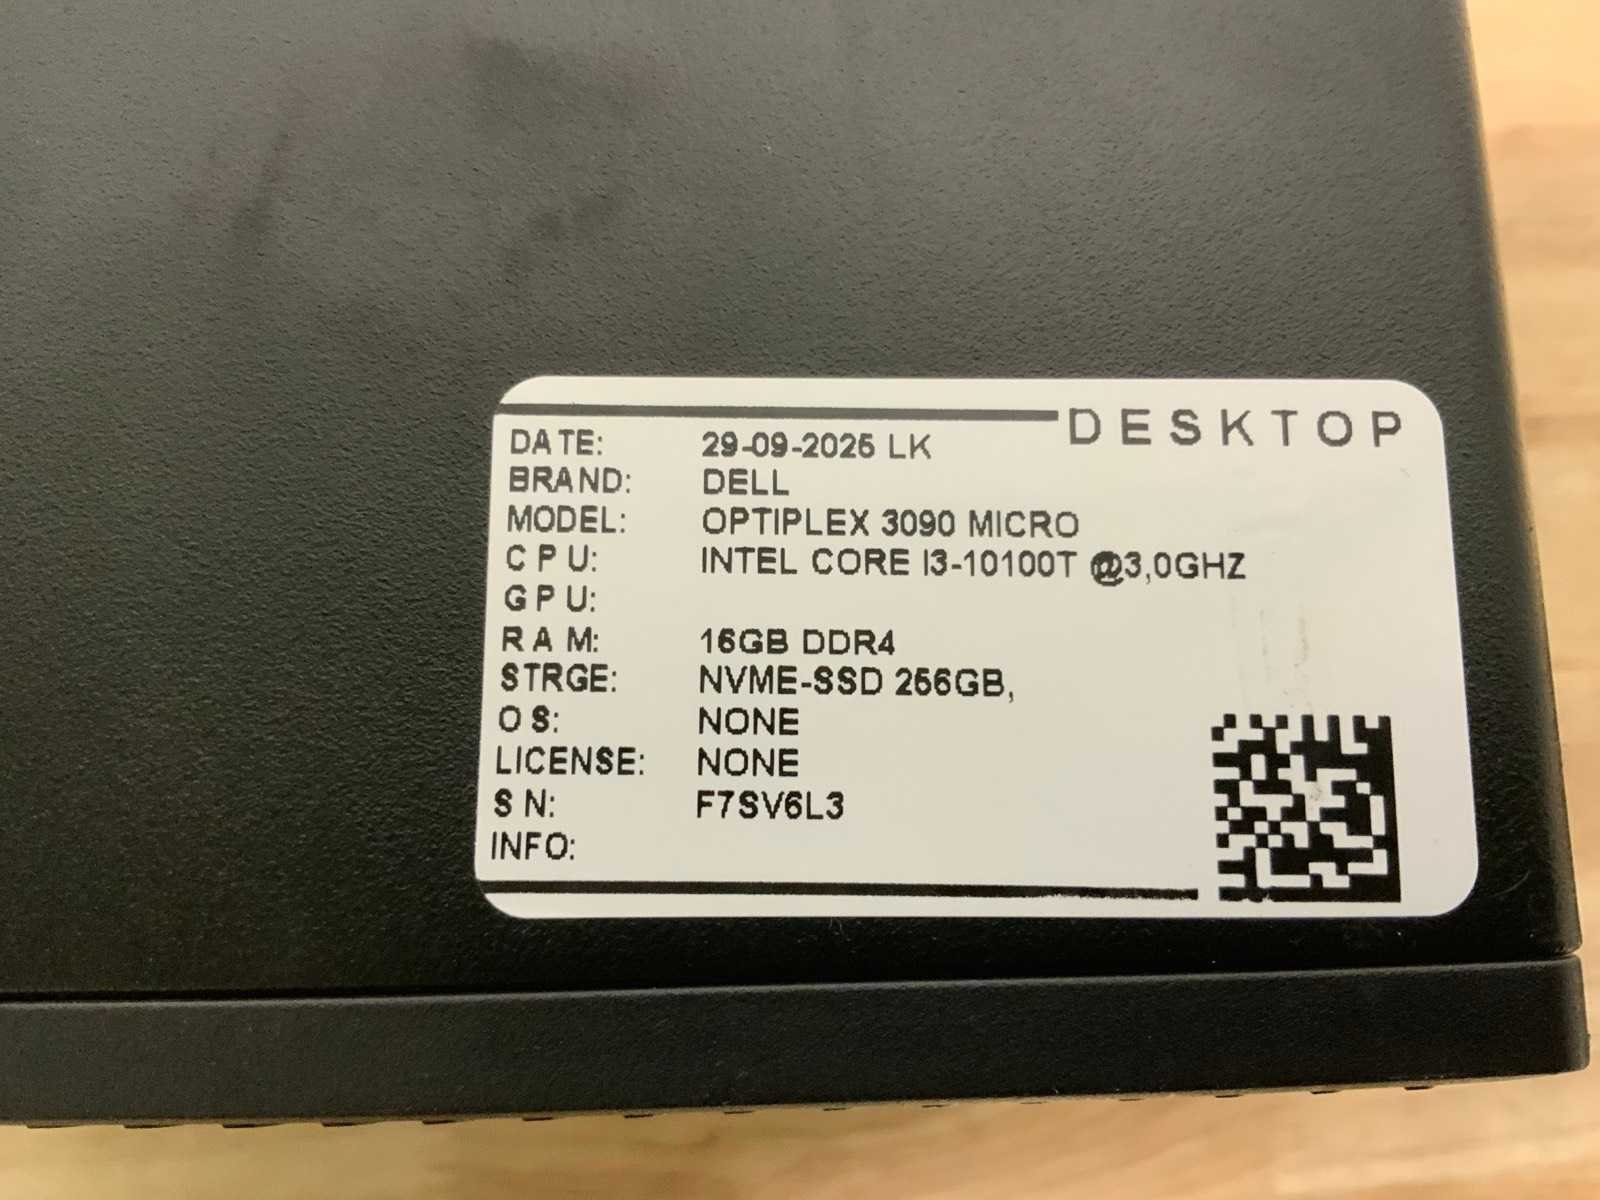 DESKTOP
DATE: 29-09-2025 LK
BRAND: DELL
MODEL: OPTIPLEX 3090 MICRO
CPU: INTEL CORE I3-10100T @3,0GHZ
GPU:
RAM: 16GB DDR4
STRGE: NVME-SSD 256GB,
OS: NONE
LICENSE: NONE
SN: F7SV6L3
INFO: